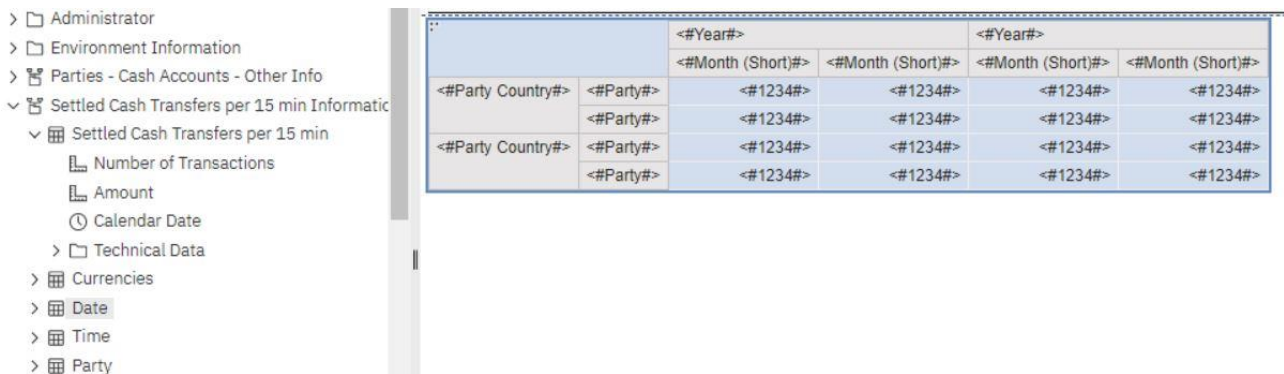 Administrator
Environment Information
Parties - Cash Accounts - Other Info
Settled Cash Transfers per 15 min Informatic
Settled Cash Transfers per 15 min
Number of Transactions
Amount
Calendar Date
Technical Data
Currencies
Date
Time
Party
<#Year#> <#Year#>
<#Month (Short)#> <#Month (Short)#> <#Month (Short)#> <#Month (Short)#>
<#Party Country#> <#Party#> <#1234#> <#1234#> <#1234#> <#1234#>
<#Party#> <#1234#> <#1234#> <#1234#> <#1234#>
<#Party Country#> <#Party#> <#1234#> <#1234#> <#1234#> <#1234#>
<#Party#> <#1234#> <#1234#> <#1234#> <#1234#>